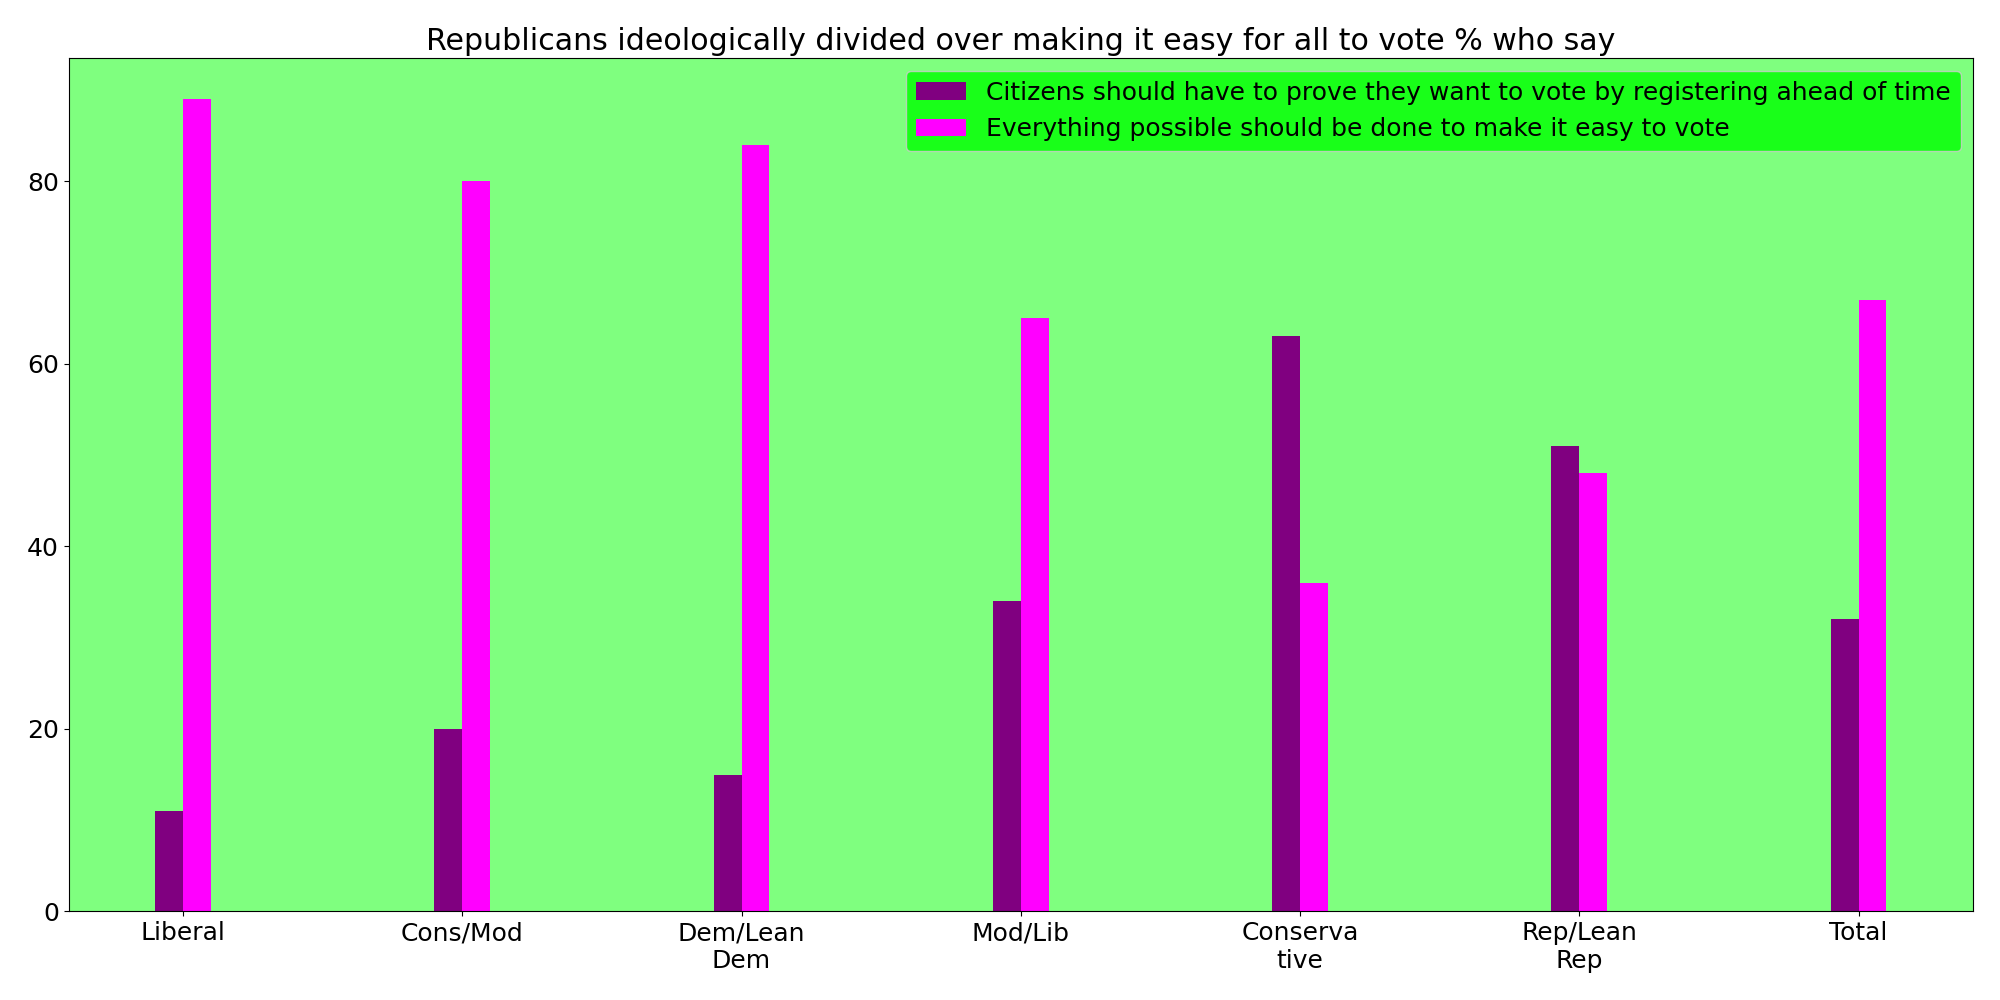 Republicans ideologically divided over making it easy for all to vote % who say
Citizens should have to prove they want to vote by registering ahead of time
Everything possible should be done to make it easy to vote
80
60
40
20
0
Liberal
Cons/Mod
Dem/Lean
Dem
Mod/Lib
Conserva
tive
Rep/Lean
Rep
Total